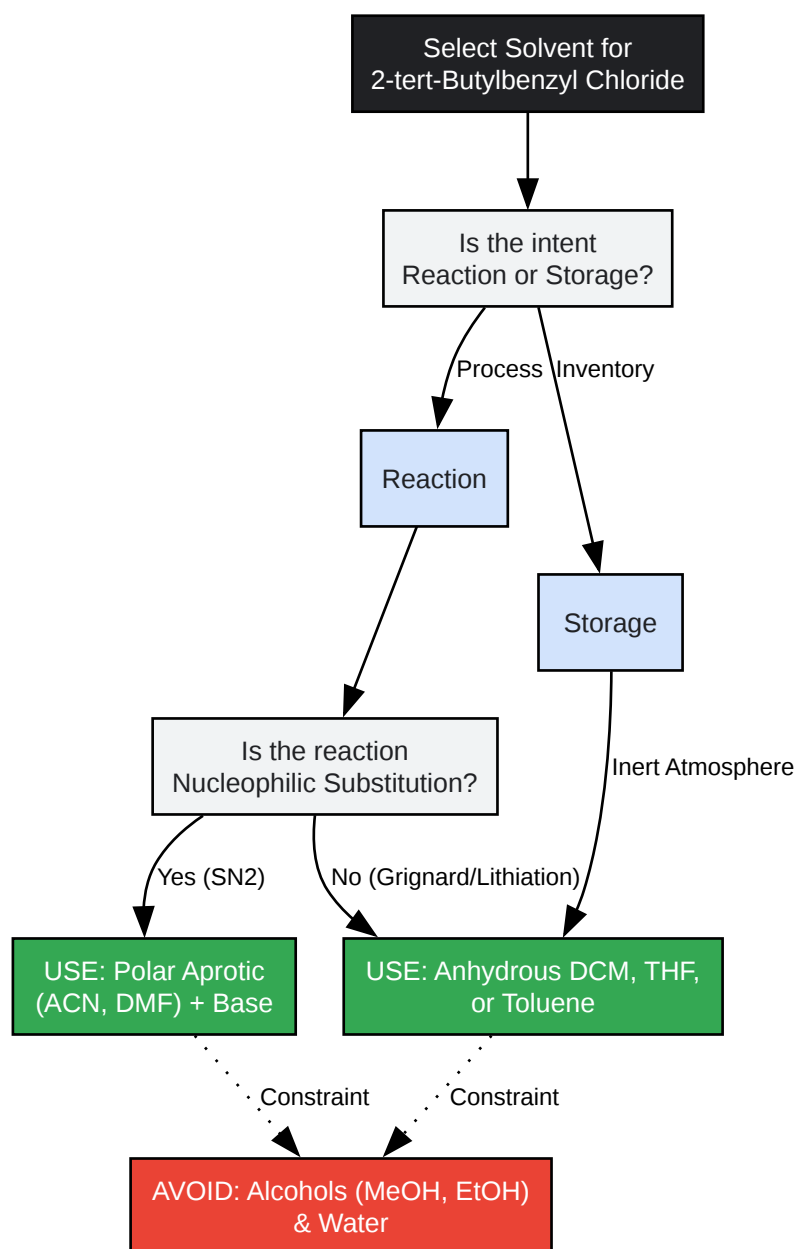 Select Solvent for
2-tert-Butylbenzyl Chloride
Is the intent
Reaction or Storage?
Process
Inventory
Reaction
Storage
Is the reaction
Nucleophilic Substitution?
Inert Atmosphere
Yes (SN2)
No (Grignard/Lithiation)
USE: Polar Aprotic
(ACN, DMF) + Base
USE: Anhydrous DCM, THF,
or Toluene
Constraint
Constraint
AVOID: Alcohols (MeOH, EtOH)
& Water